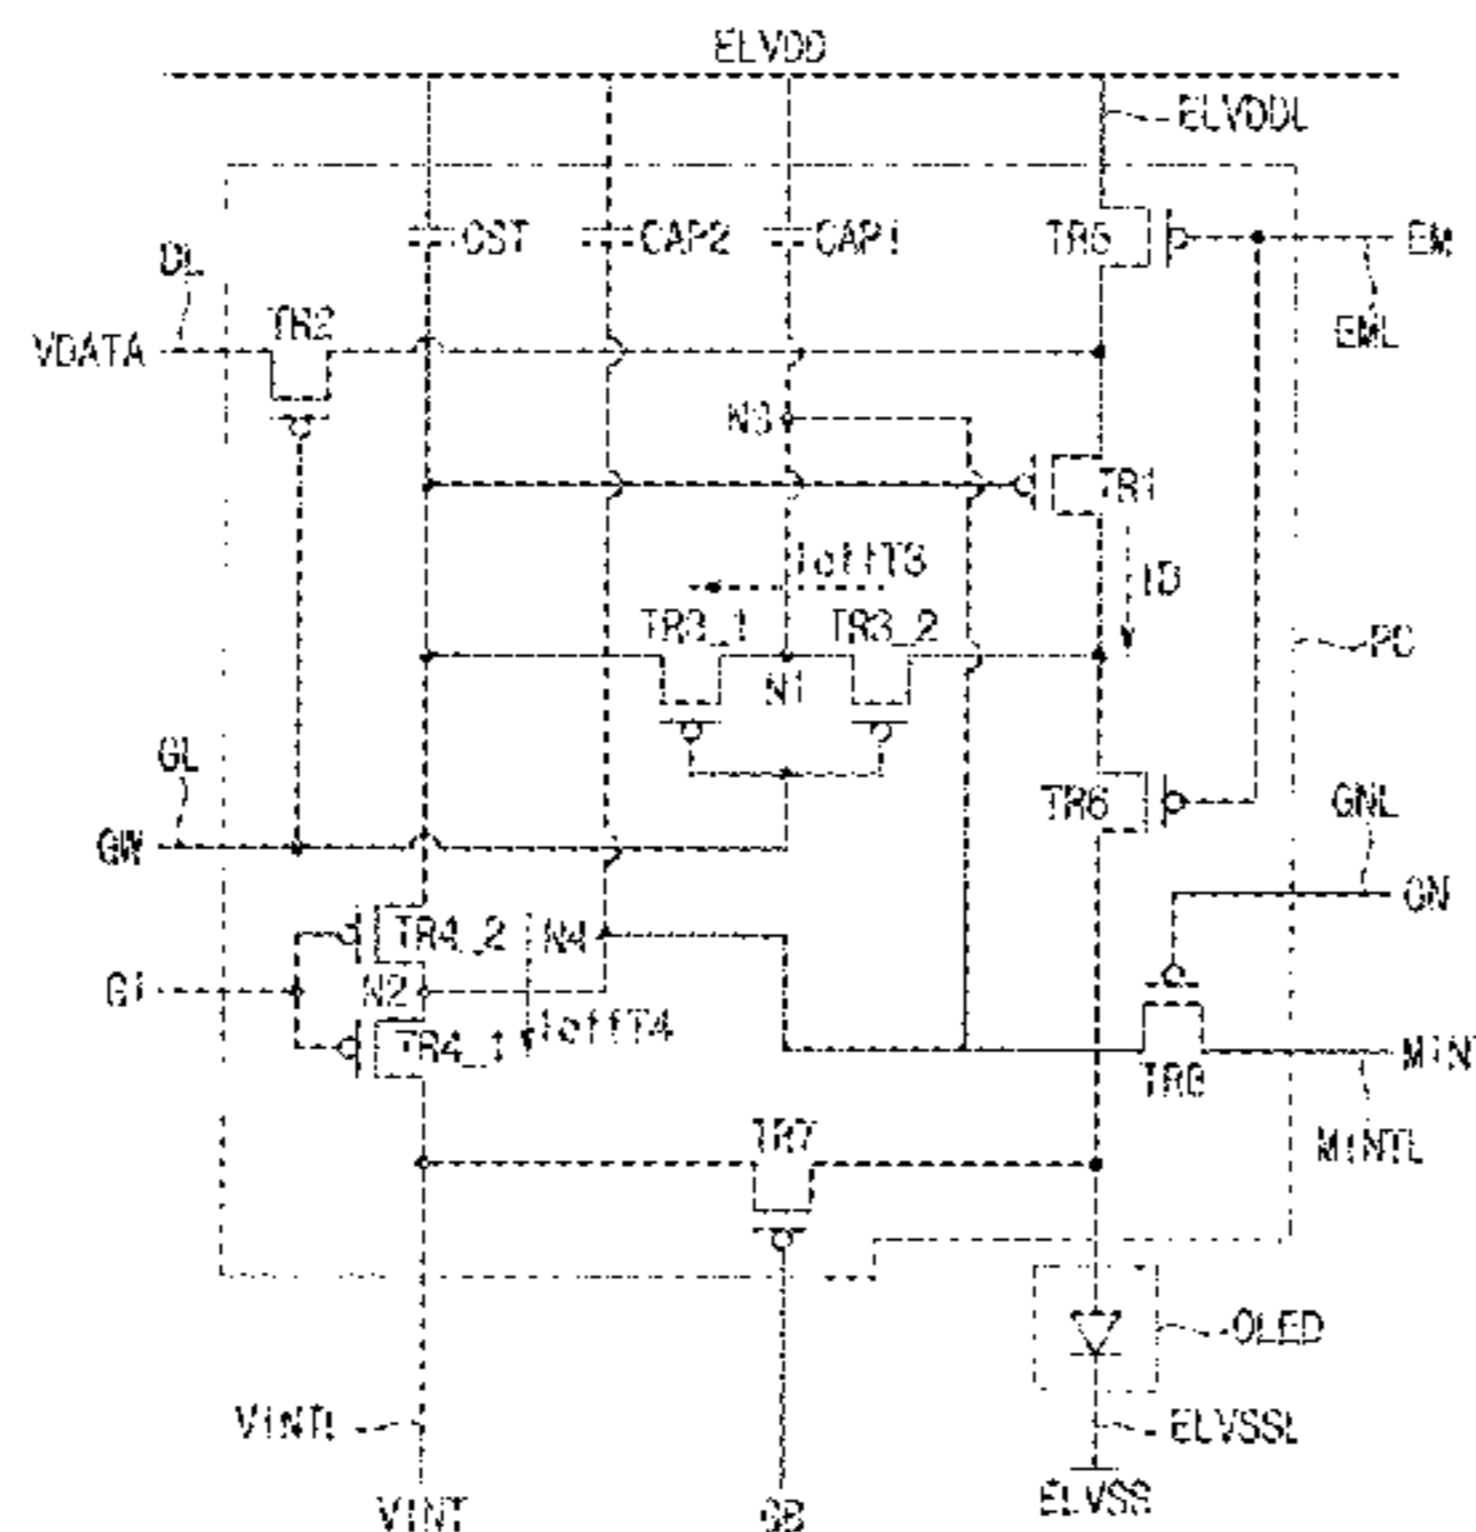 ELVDD
ELVDDL
CST
CAP2
CAP1
TR5
EM
DL
TR2
EML
VDATA
N3
TR1
IoffT3
ID
TR3_1
TR3_2
PC
N1
GL
TR6
GNL
GW
GN
TR4_2
N4
GI
N2
IoffT4
TR4_1
MINT
TR8
TR7
MINTL
OLED
VINTL
ELVSSL
ELVSS
VINT
GB